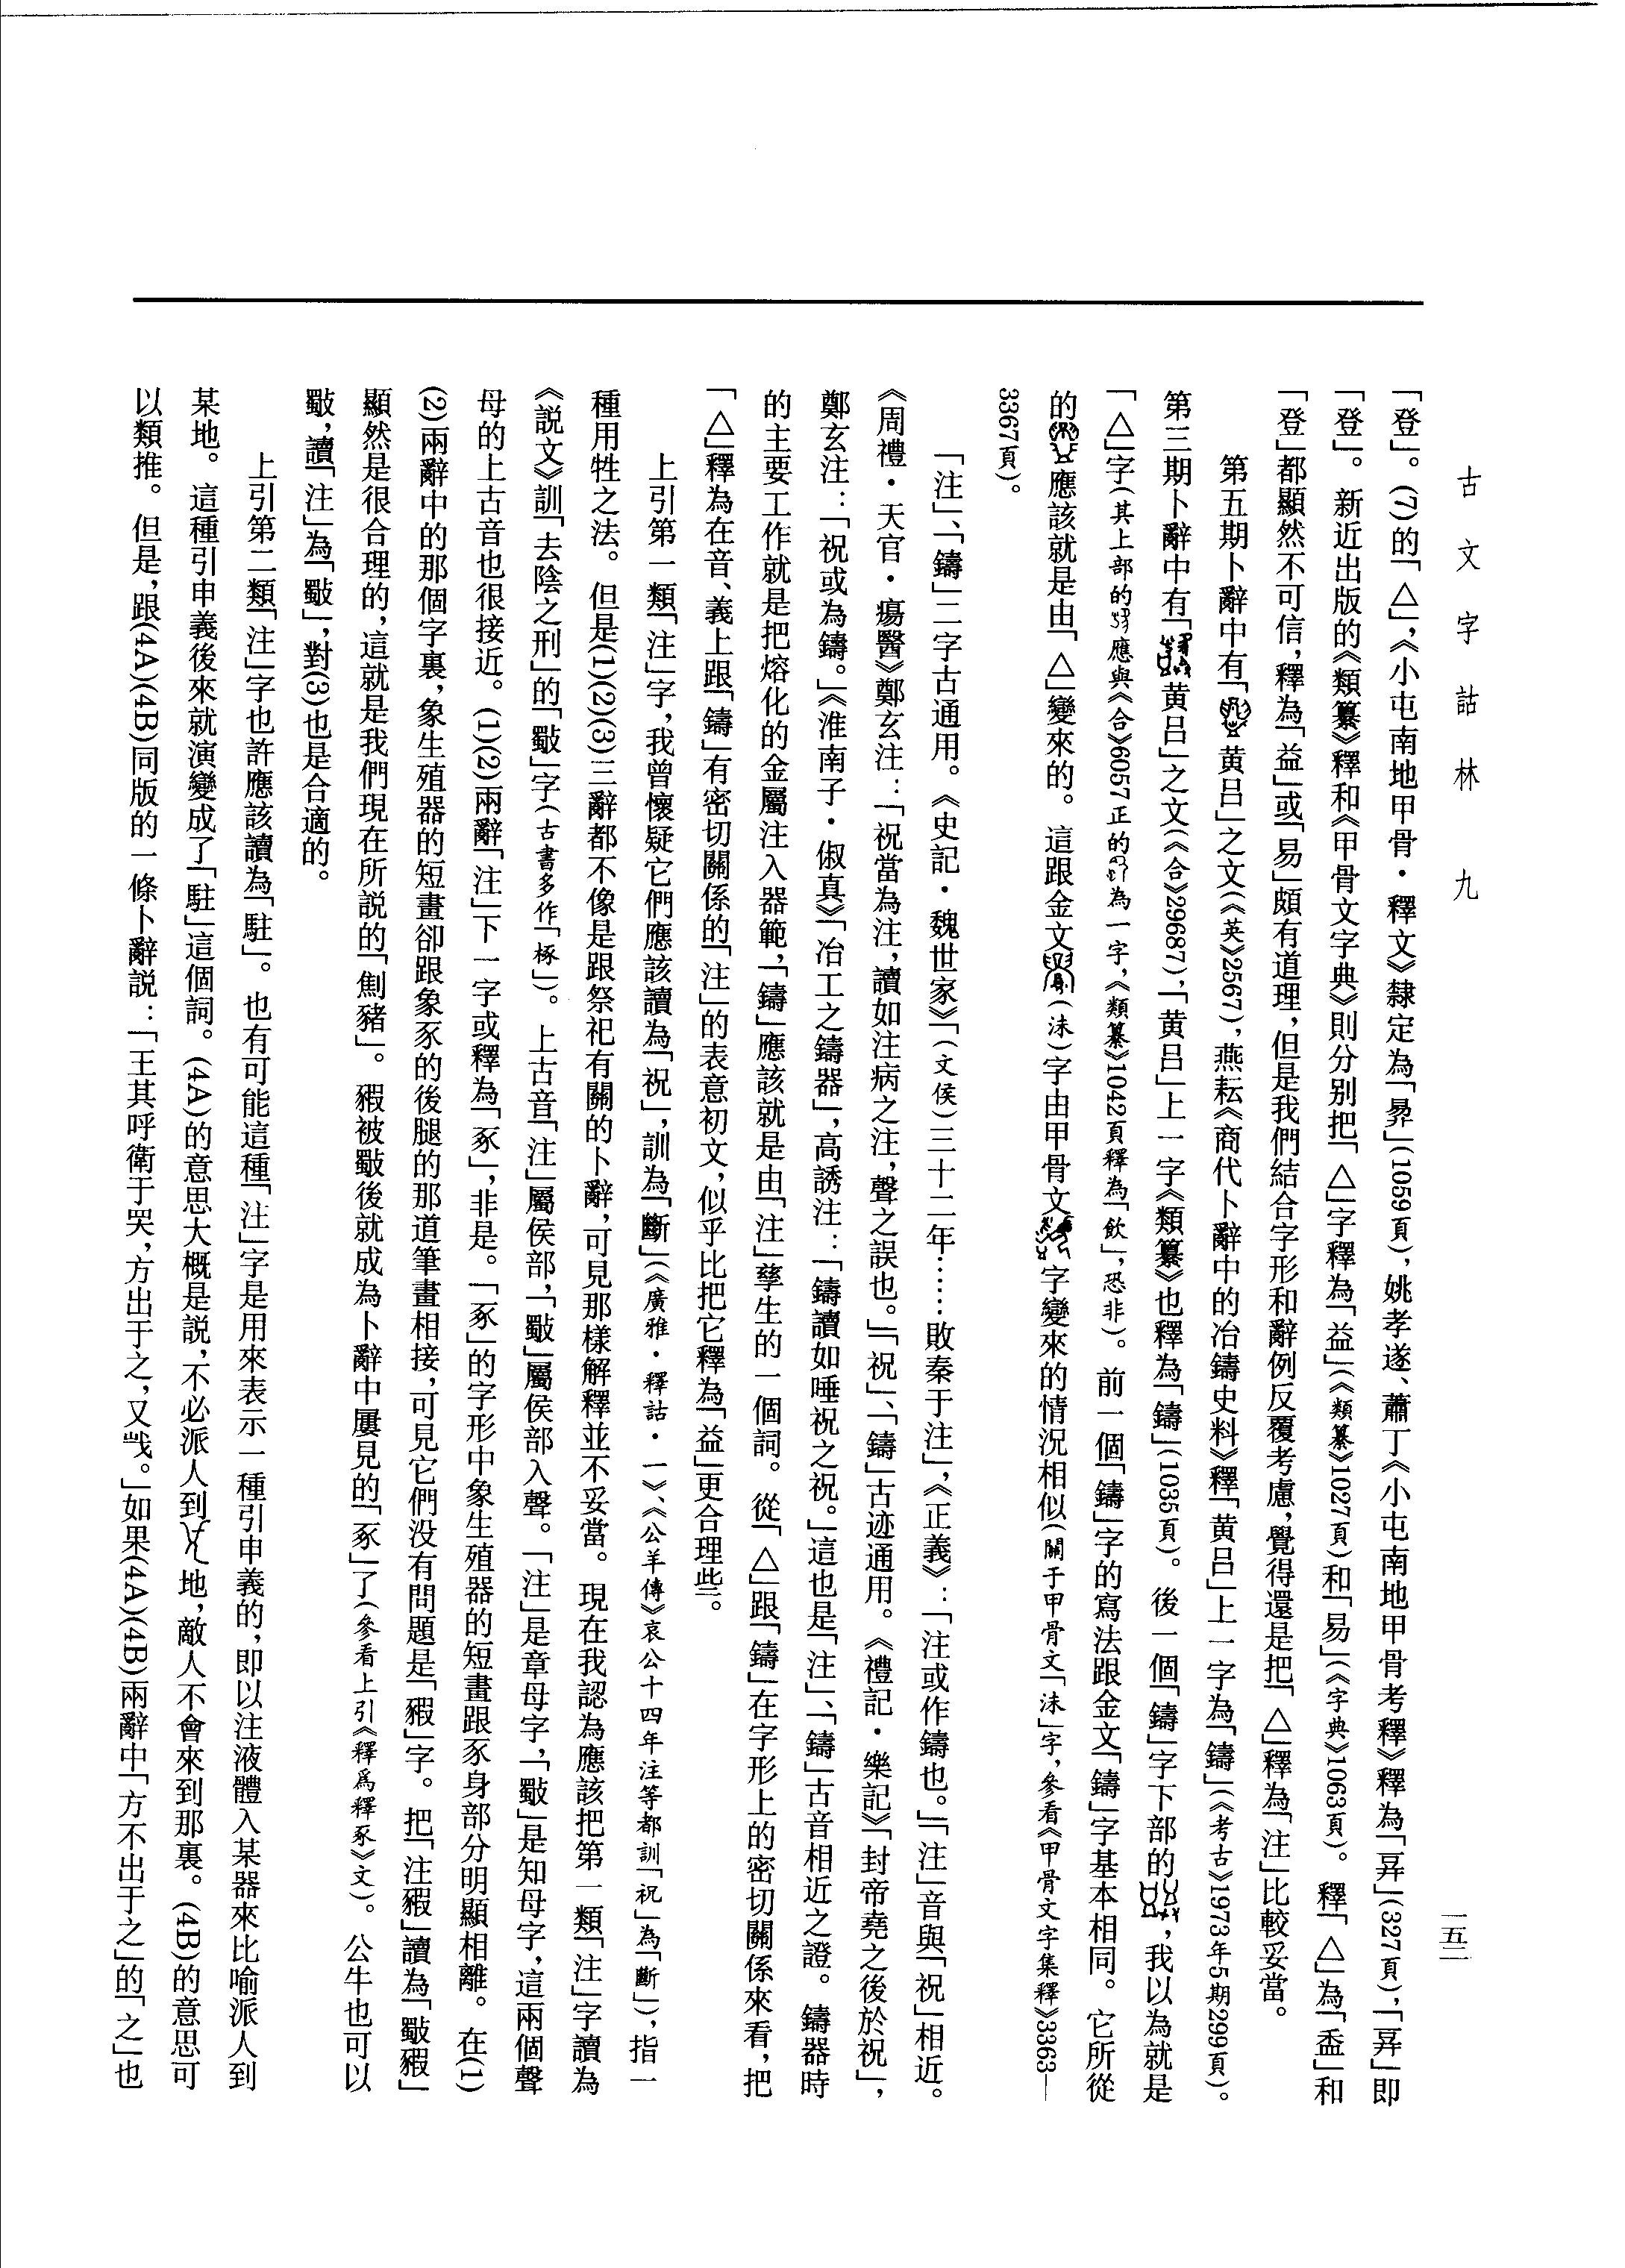 古文字詁林 九
一五二
「登」。(7)的「△」,《小屯南地甲骨·釋文》隸定為「」(1059頁),姚孝遂、蕭丁《小屯南地甲骨考釋》釋為「」(327頁),「」即
「登」。新近出版的《類纂》釋和《甲骨文字典》則分别把「△」字釋為「益」(《類纂》1027頁)和「易」(《字典》1063頁)。釋「△」為「盉」和
「登」都顯然不可信,釋為「益」或「易」頗有道理,但是我們結合字形和辭例反覆考慮,覺得還是把「△」釋為「注」比較妥當。
第五期卜辭中有「黄吕」之文(《英》2567),燕耘《商代卜辭中的冶鑄史料》釋「黄吕」上一字為「鑄」(《考古》1973年5期299頁)。
第三期卜辭中有「黄吕」之文(《合》29687),「黄吕」上一字《類纂》也釋為「鑄」(1035頁)。後一個「鑄」字下部的,我以為就是
「△」字(其上部的應與《合》6057正的為一字,《類纂》1042頁釋為「飲」,恐非)。前一個「鑄」字的寫法跟金文「鑄」字基本相同。它所從
的應該就是由「△」變來的。這跟金文(沬)字由甲骨文字變來的情況相似(關于甲骨文「沬」字,參看《甲骨文字集釋》3363—
3367頁)。
「注」、「鑄」二字古通用。《史記·魏世家》「(文侯)三十二年……敗秦于注」,《正義》:「注或作鑄也。」「注」音與「祝」相近。
《周禮·天官·瘍醫》鄭玄注:「祝當為注,讀如注病之注,聲之誤也。」「祝」、「鑄」古迹通用。《禮記·樂記》「封帝堯之後於祝」,
鄭玄注:「祝或為鑄。」《淮南子·俶真》「冶工之鑄器」,高誘注:「鑄讀如唾祝之祝。」這也是「注」、「鑄」古音相近之證。鑄器時
的主要工作就是把熔化的金屬注入器範,「鑄」應該就是由「注」孳生的一個詞。從「△」跟「鑄」在字形上的密切關係來看,把
「△」釋為在音、義上跟「鑄」有密切關係的「注」的表意初文,似乎比把它釋為「益」更合理些。
上引第一類「注」字,我曾懷疑它們應該讀為「祝」,訓為「斷」(《廣雅·釋詁·一》、《公羊傳》哀公十四年注等都訓「祝」為「斷」),指一
種用牲之法。但是(1)(2)(3)三辭都不像是跟祭祀有關的卜辭,可見那樣解釋並不妥當。現在我認為應該把第一類「注」字讀為
《説文》訓「去陰之刑」的「斀」字(古書多作「椓」)。上古音「注」屬侯部,「斀」屬侯部入聲。「注」是章母字,「斀」是知母字,這兩個聲
母的上古音也很接近。(1)(2)兩辭「注」下一字或釋為「豖」,非是。「豖」的字形中象生殖器的短畫跟豕身部分明顯相離。在(1)
(2)兩辭中的那個字裏,象生殖器的短畫卻跟象豕的後腿的那道筆畫相接,可見它們没有問題是「豭」字。把「注豭」讀為「斀豭」
顯然是很合理的,這就是我們現在所説的「劁豬」。豭被斀後就成為卜辭中屢見的「豖」了(參看上引《釋爲釋豖》文)。公牛也可以
斀,讀「注」為「斀」,對(3)也是合適的。
上引第二類「注」字也許應該讀為「駐」。也有可能這種「注」字是用來表示一種引申義的,即以注液體入某器來比喻派人到
某地。這種引申義後來就演變成了「駐」這個詞。(4A)的意思大概是説,不必派人到地,敵人不會來到那裏。(4B)的意思可
以類推。但是,跟(4A)(4B)同版的一條卜辭説:「王其呼衛于,方出于之,又。」如果(4A)(4B)兩辭中「方不出于之」的「之」也